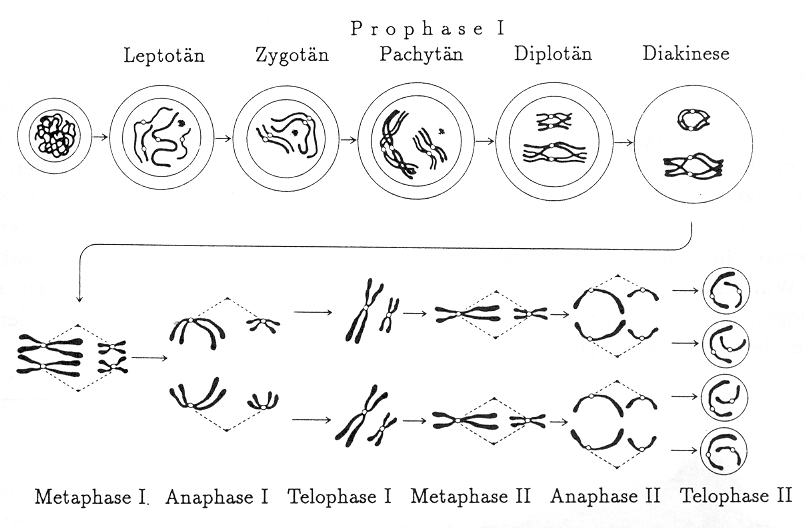 Prophase I
Leptotän Zygotän Pachytän Diplotän Diakinese
Metaphase I. Anaphase I Telophase I Metaphase II Anaphase II Telophase II